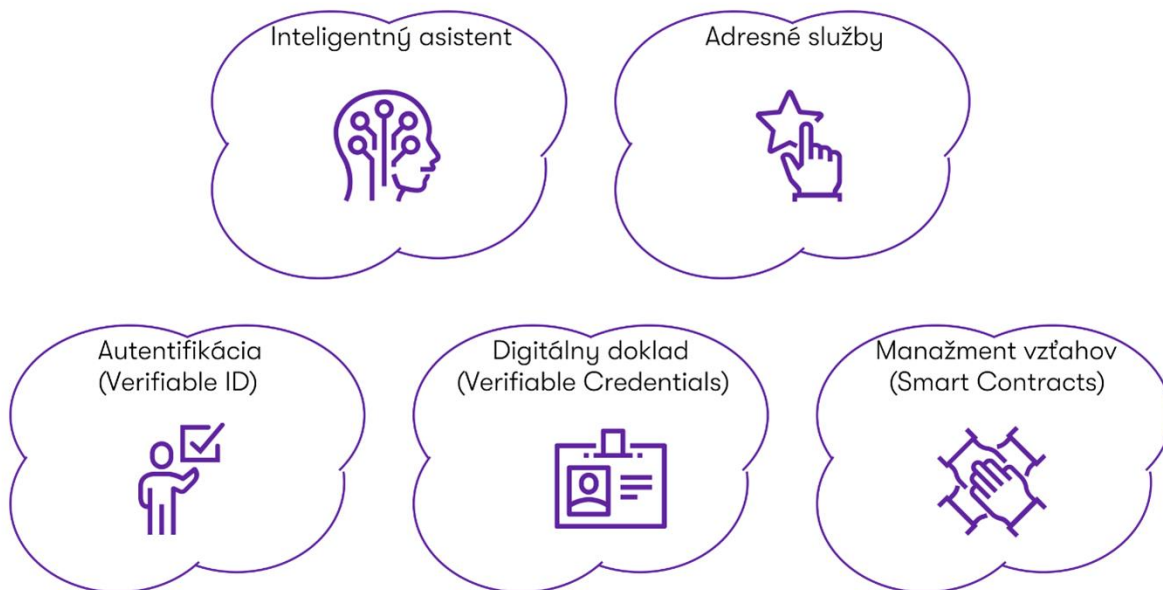 Inteligentný asistent
Adresné služby
Autentifikácia
(Verifiable ID)
Digitálny doklad
(Verifiable Credentials)
Manažment vzťahov
(Smart Contracts)